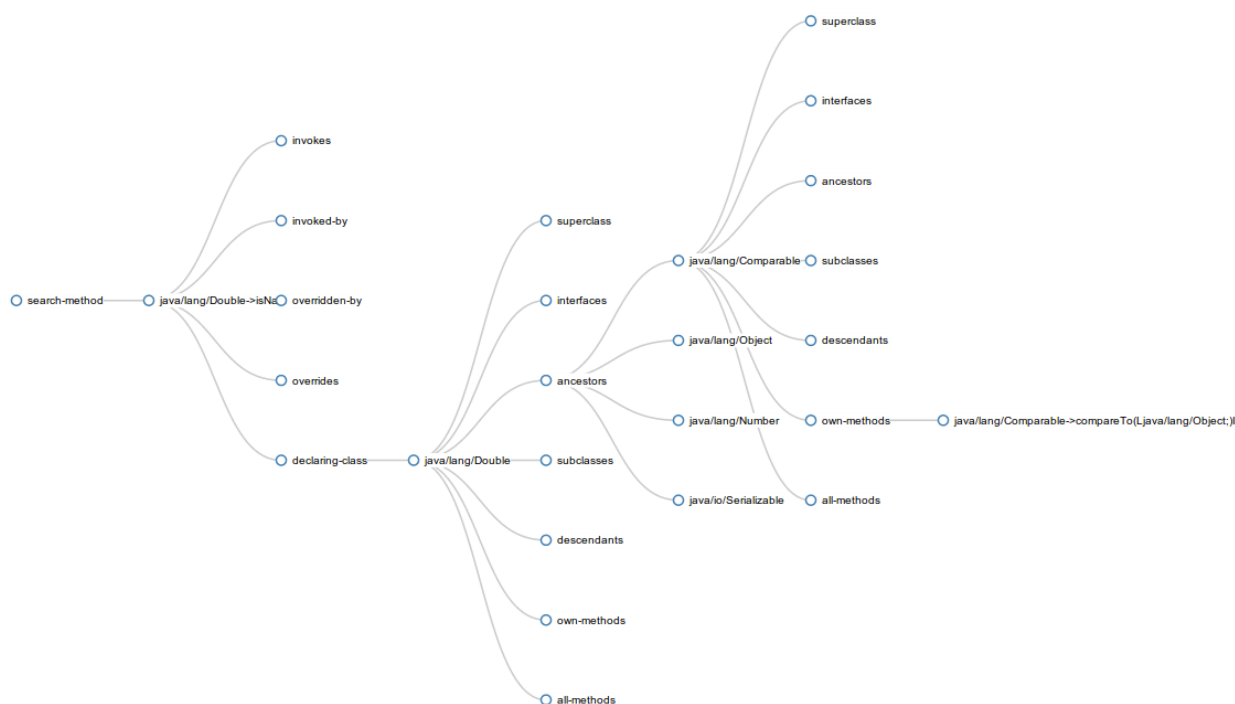 superclass
interfaces
invokes
ancestors
invoked-by
superclass
java/lang/Comparable
subclasses
search-method
java/lang/Double->isNa
overridden-by
interfaces
java/lang/Object
descendants
overrides
ancestors
java/lang/Number
own-methods
java/lang/Comparable->compareTo(Ljava/lang/Object;)I
declaring-class
java/lang/Double
subclasses
java/io/Serializable
all-methods
descendants
own-methods
all-methods